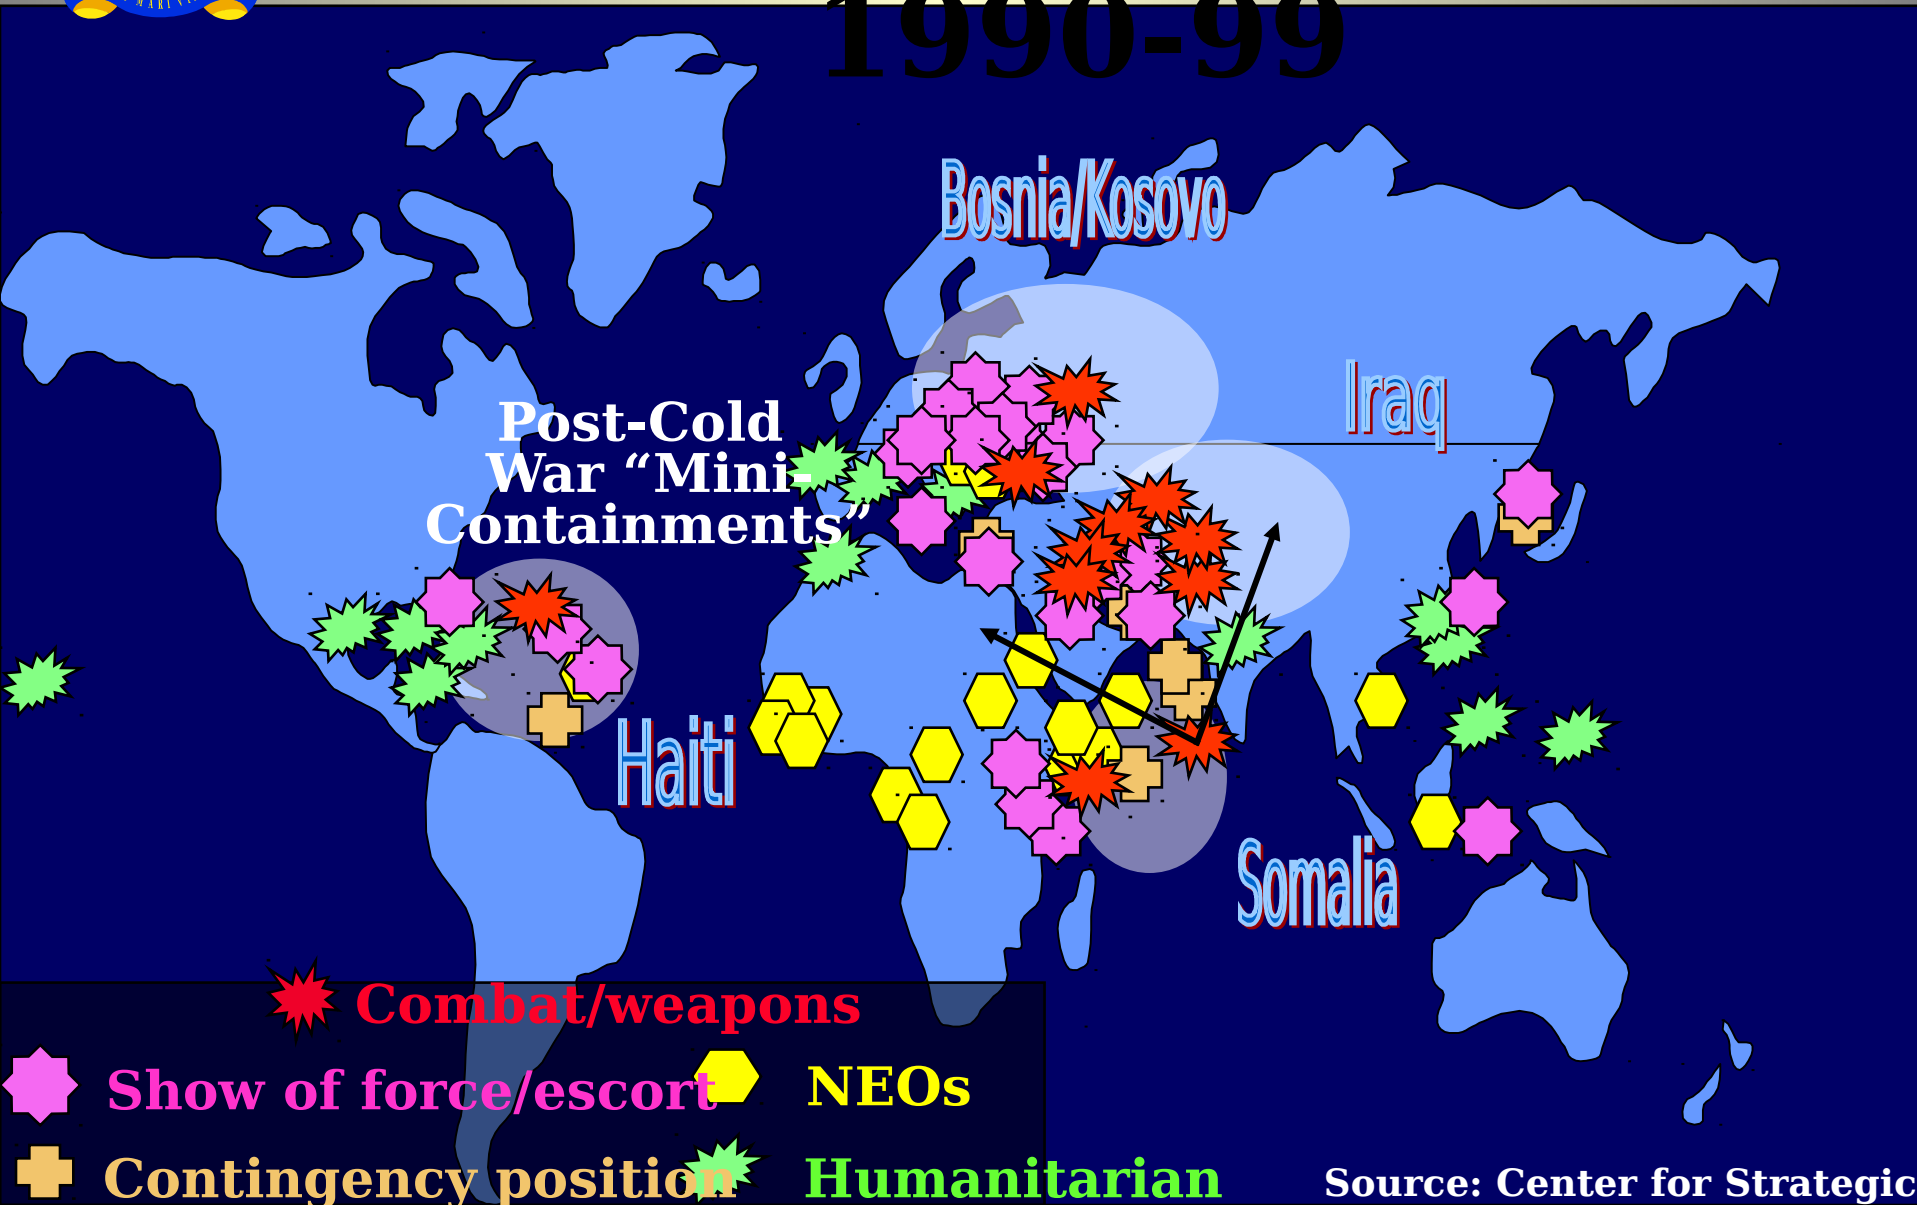 1990-99
Bosnia/Kosovo
Iraq
Post-Cold
War “Mini-
Containments”
Haiti
Somalia
Combat/weapons
Show of force/escort
NEOs
Contingency position
Humanitarian
Source: Center for Strategic